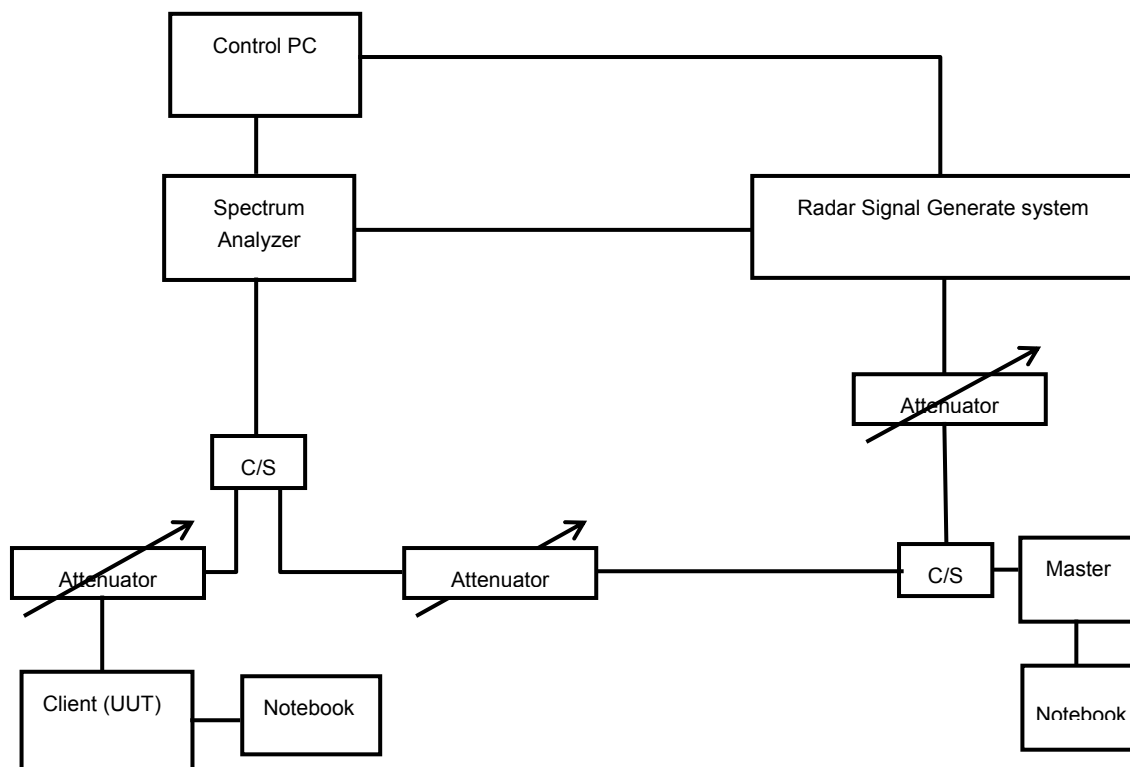 Control PC
Spectrum
Analyzer
Radar Signal Generate system
Attenuator
C/S
Attenuator
Attenuator
C/S
Master
Client (UUT)
Notebook
Notebook